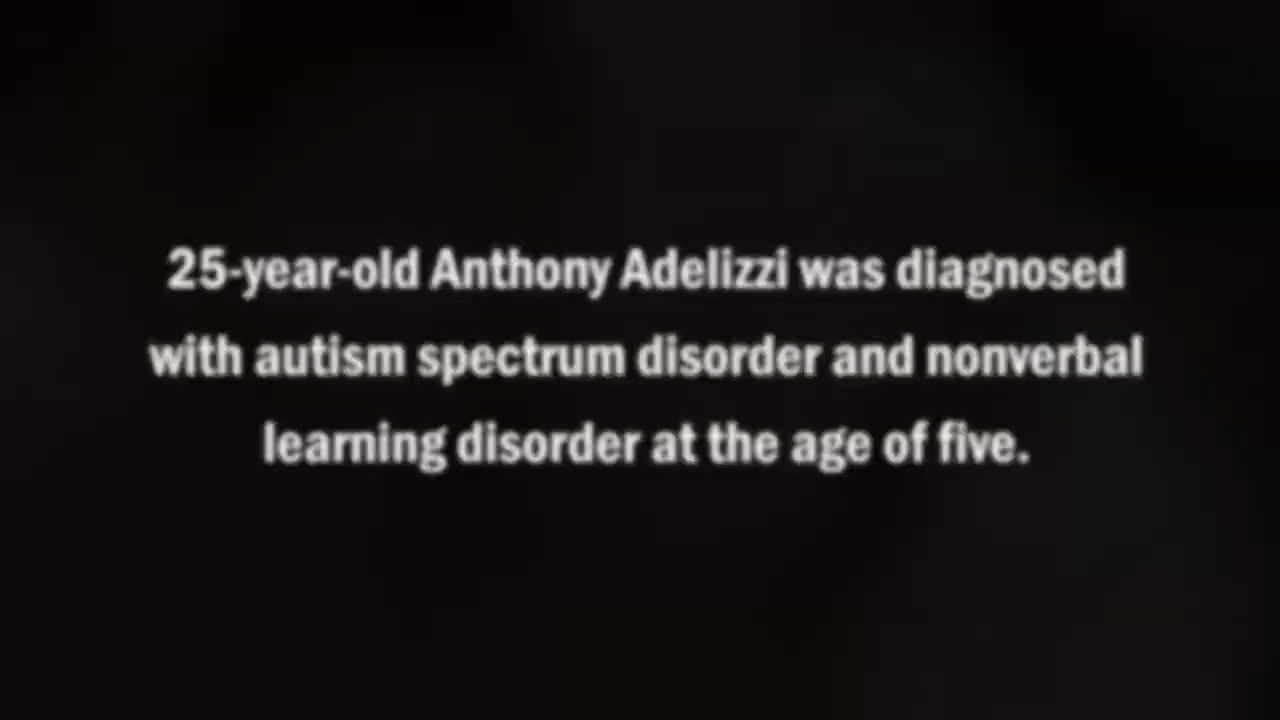 25-year-old Anthony Adelizzi was diagnosed
with autism spectrum disorder and nonverbal
learning disorder at the age of five.